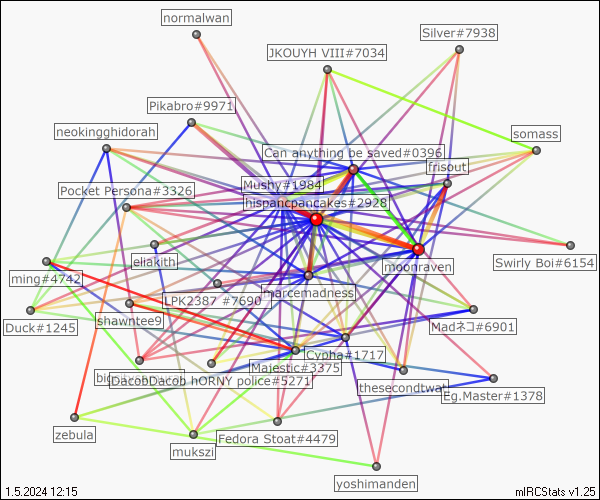 normalwan
Silver#7938
JKOUYH VIII#7034
Pikabro#9971
neokingghidorah
somass
Can anything be saved#0396
frisout
Mushy#1984
Pocket Persona#3326
hispancpancakes#2928
eliakith
moonraven
Swirly Boi#6154
ming#4742
marcemadness
LPK2387 #7690
Duck#1245
shawntee9
Madネコ#6901
Cypha#1717
Majestic#3375
DacobDacob hORNY police#5271
thesecondtwat
Eg.Master#1378
zebula
Fedora Stoat#4479
mukszi
yoshimanden
1.5.2024 12:15
mIRCStats v1.25